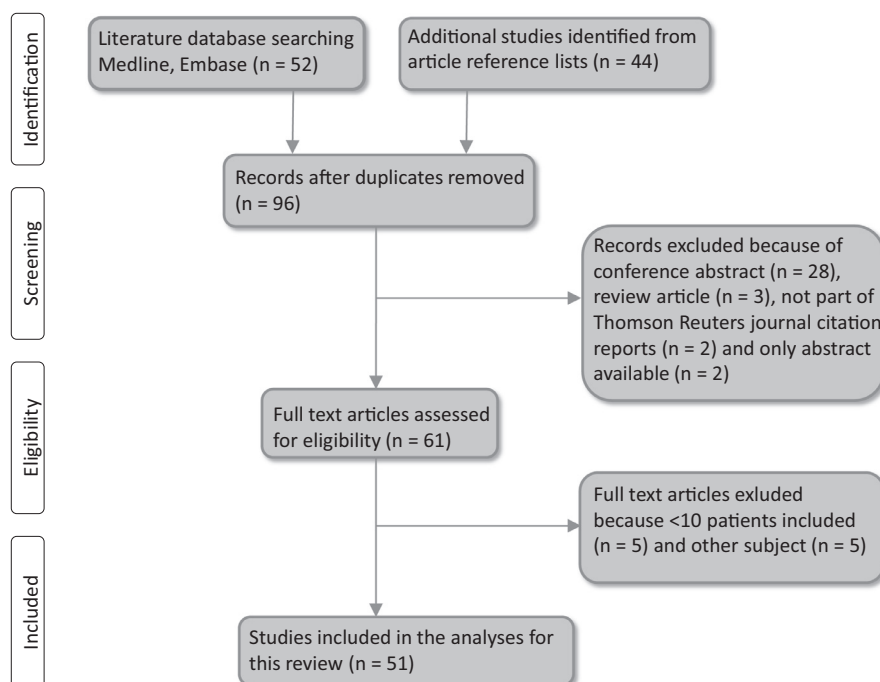 Identification
Literature database searching
Medline, Embase (n = 52)
Additional studies identified from
article reference lists (n = 44)
Records after duplicates removed
(n = 96)
Screening
Records excluded because of
conference abstract (n = 28),
review article (n = 3), not part of
Thomson Reuters journal citation
reports (n = 2) and only abstract
available (n = 2)
Eligibility
Full text articles assessed
for eligibility (n = 61)
Full text articles exluded
because <10 patients included
(n = 5) and other subject (n = 5)
Included
Studies included in the analyses for
this review (n = 51)